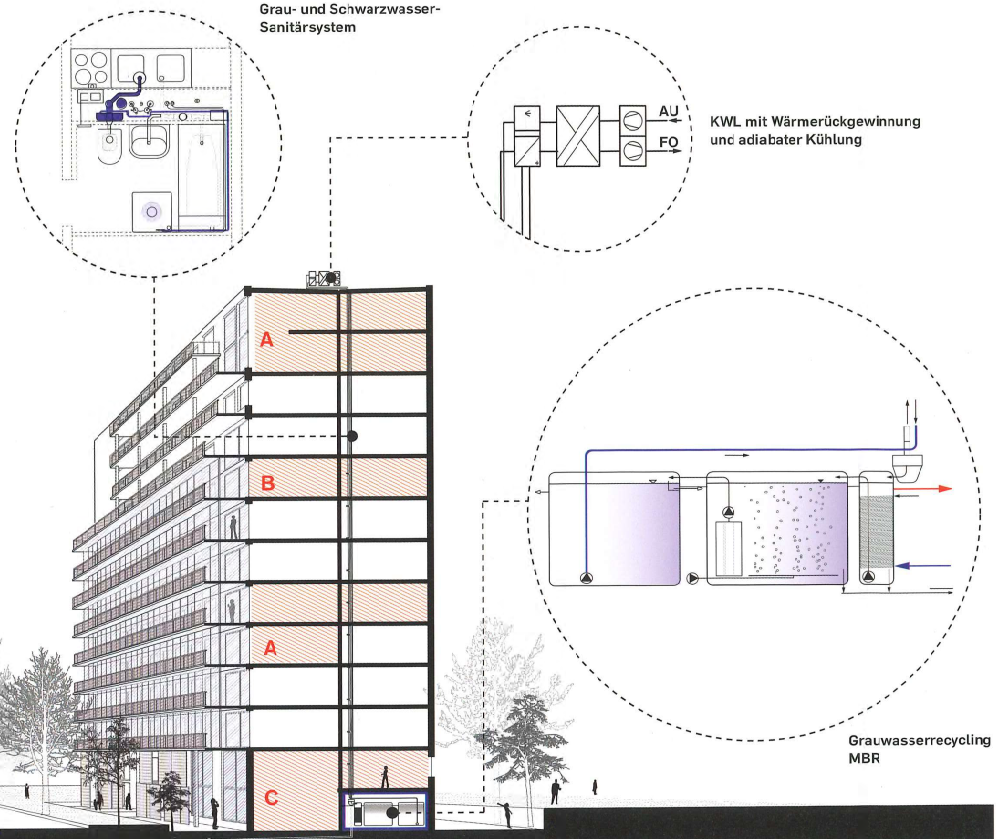 Grau- und Schwarzwasser-
Sanitärsystem
AU
FO
KWL mit Wärmerückgewinnung
und adiabater Kühlung
A
B
A
C
Grauwasserrecycling
MBR